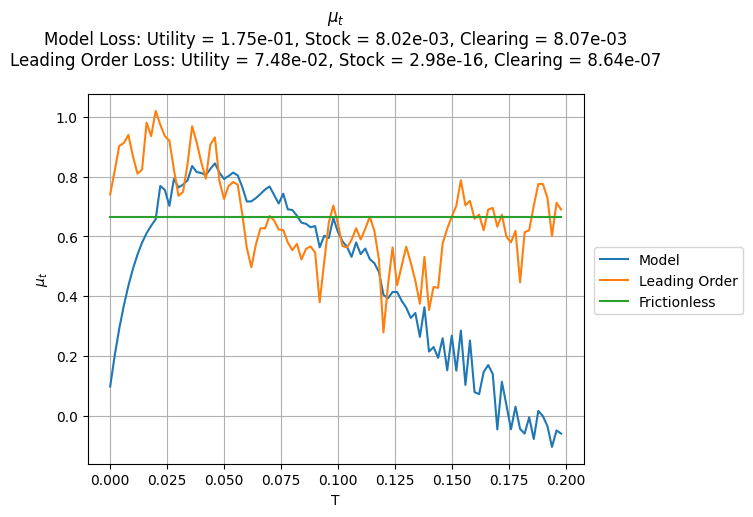 μₜ
Model Loss: Utility = 1.75e-01, Stock = 8.02e-03, Clearing = 8.07e-03
Leading Order Loss: Utility = 7.48e-02, Stock = 2.98e-16, Clearing = 8.64e-07
1.0
0.8
0.6
0.4
0.2
0.0
μₜ
0.000 0.025 0.050 0.075 0.100 0.125 0.150 0.175 0.200
T
Model
Leading Order
Frictionless